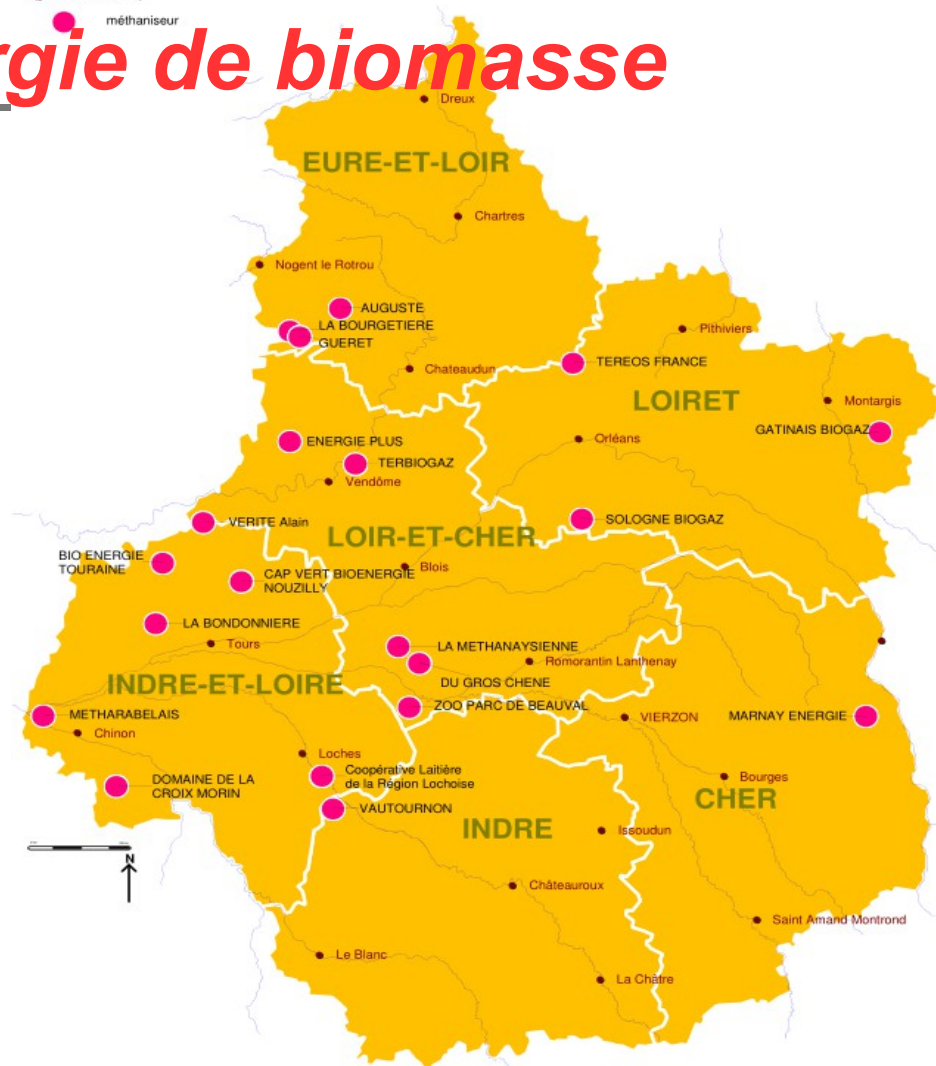 méthaniseur
rgie de biomasse
Dreux
EURE-ET-LOIR
Chartres
Nogent le Rotrou
AUGUSTE
LA BOURGETIERE
GUERET
Pithiviers
TEREOS FRANCE
Chateaudun
LOIRET
Montargis
GATINAIS BIOGAZ
Orléans
ENERGIE PLUS
TERBIOGAZ
Vendôme
VERITE Alain
SOLOGNE BIOGAZ
LOIR-ET-CHER
BIO ENERGIE
TOURAINE
Blois
CAP VERT BIOENERGIE
NOUZILLY
LA BONDONNIERE
Tours
LA METHANAYSIENNE
Romorantin Lanthenay
DU GROS CHENE
INDRE-ET-LOIRE
ZOO PARC DE BEAUVAL
METHARABELAIS
VIERZON
MARNAY ENERGIE
Chinon
Loches
Coopérative Laitière
de la Région Lochoise
DOMAINE DE LA
CROIX MORIN
Bourges
CHER
VAUTOURNON
INDRE
Issoudun
N
Châteauroux
Saint Amand Montrond
Le Blanc
La Châtre